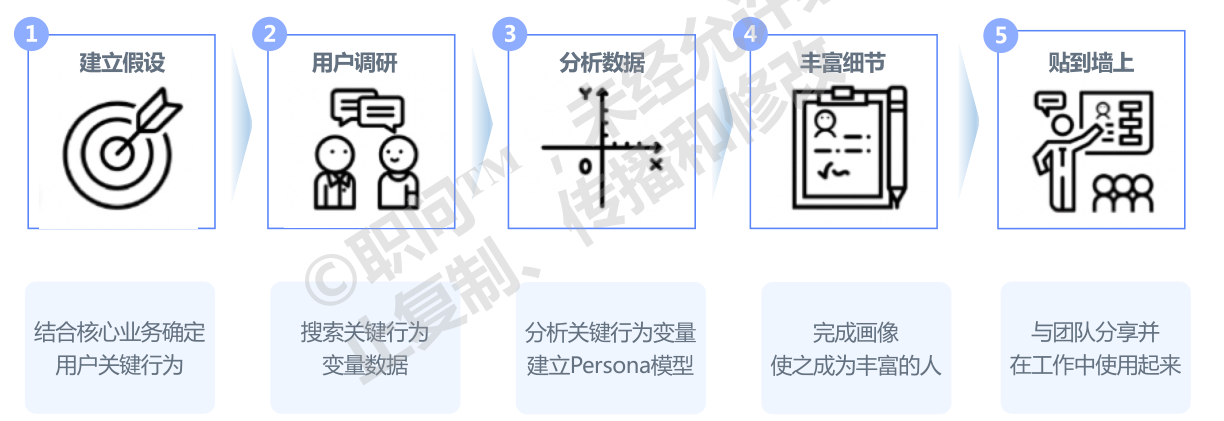 1
建立假设
2
用户调研
3
分析数据
4
丰富细节
5
贴到墙上
Y
O
X
结合核心业务确定
用户关键行为
搜索关键行为
变量数据
分析关键行为变量
建立Persona模型
完成画像
使之成为丰富的人
与团队分享并
在工作中使用起来
©职问™，未经允许
止复制、传播和修改